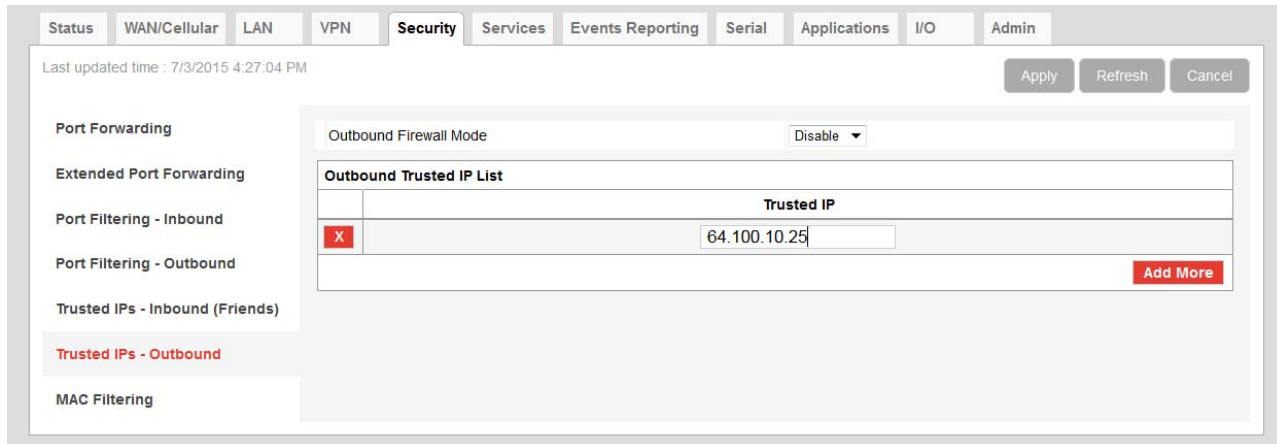 Status WAN/Cellular LAN VPN Security Services Events Reporting Serial Applications I/O Admin
Last updated time : 7/3/2015 4:27:04 PM
Apply Refresh Cancel
Port Forwarding
Extended Port Forwarding
Port Filtering - Inbound
Port Filtering - Outbound
Trusted IPs - Inbound (Friends)
Trusted IPs - Outbound
MAC Filtering
Outbound Firewall Mode Disable
Outbound Trusted IP List
Trusted IP
X 64.100.10.25
Add More